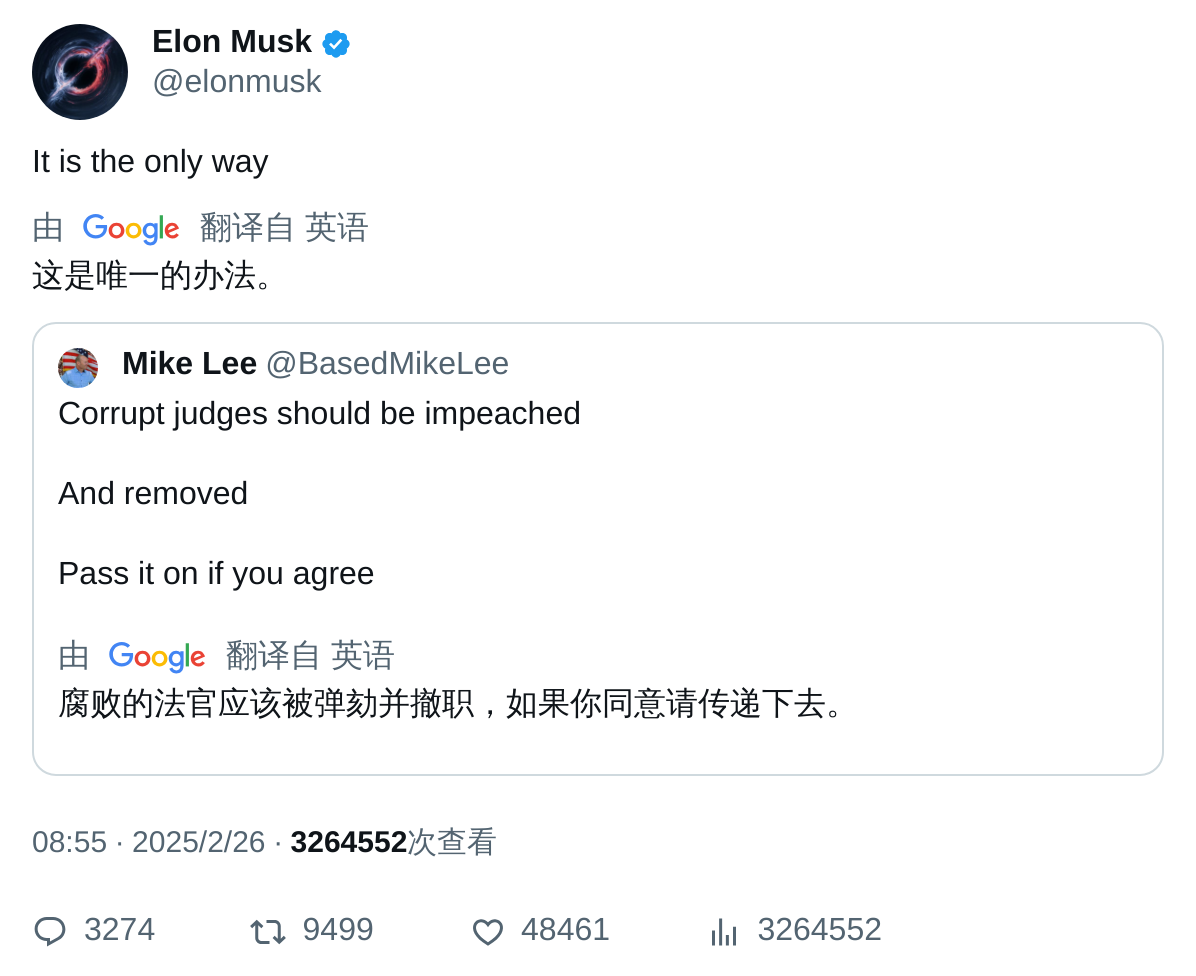 Elon Musk
@elonmusk
It is the only way
由 Google 翻译自 英语
这是唯一的办法。
Mike Lee @BasedMikeLee
Corrupt judges should be impeached
And removed
Pass it on if you agree
由 Google 翻译自 英语
腐败的法官应该被弹劾并撤职，如果你同意请传递下去。
08:55 · 2025/2/26 · 3264552次查看
3274 9499 48461 3264552